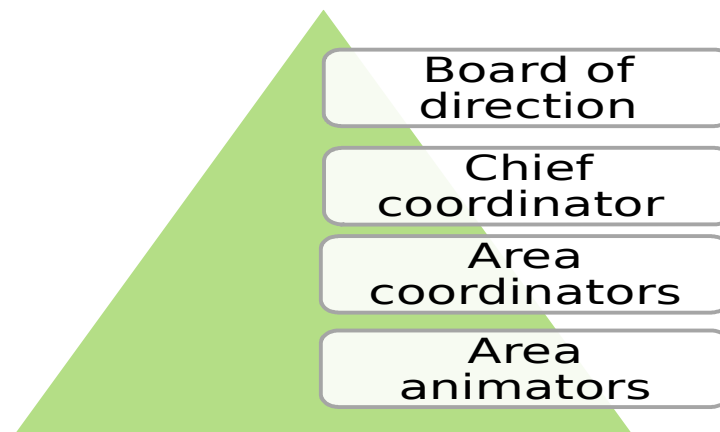 Board of
direction
Chief
coordinator
Area
coordinators
Area
animators